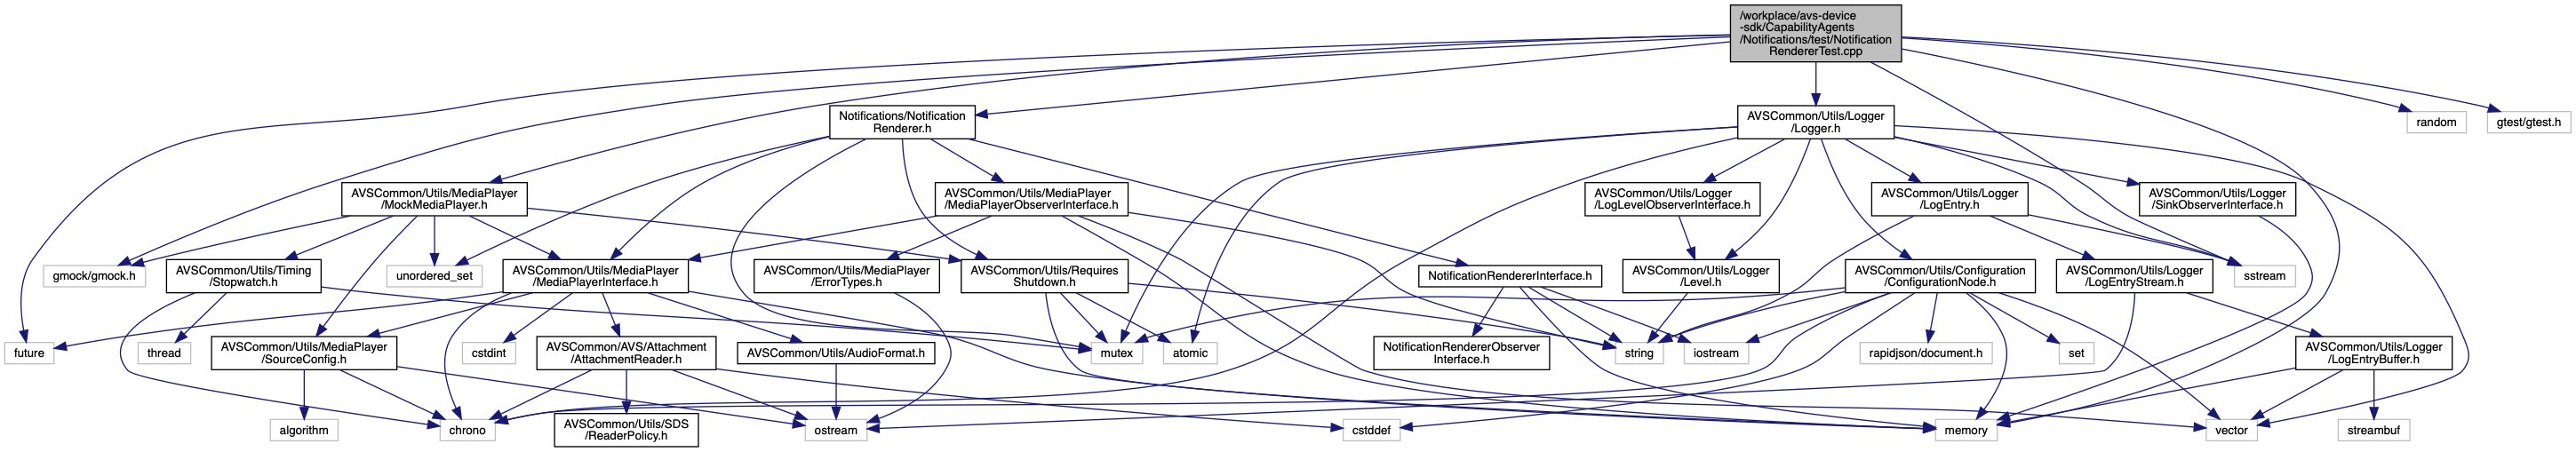 /workplace/avs-device
-sdk/CapabilityAgents
/Notifications/test/Notification
RendererTest.cpp
Notifications/Notification
Renderer.h
AVSCommon/Utils/Logger
/Logger.h
random
gtest/gtest.h
AVSCommon/Utils/MediaPlayer
/MockMediaPlayer.h
AVSCommon/Utils/MediaPlayer
/MediaPlayerObserverInterface.h
AVSCommon/Utils/Logger
/LogLevelObserverInterface.h
AVSCommon/Utils/Logger
/LogEntry.h
AVSCommon/Utils/Logger
/SinkObserverInterface.h
gmock/gmock.h
AVSCommon/Utils/Timing
/Stopwatch.h
unordered_set
AVSCommon/Utils/MediaPlayer
/MediaPlayerInterface.h
AVSCommon/Utils/MediaPlayer
/ErrorTypes.h
AVSCommon/Utils/Requires
Shutdown.h
NotificationRendererInterface.h
AVSCommon/Utils/Logger
/Level.h
AVSCommon/Utils/Configuration
/ConfigurationNode.h
AVSCommon/Utils/Logger
/LogEntryStream.h
sstream
future
thread
AVSCommon/Utils/MediaPlayer
/SourceConfig.h
cstdint
AVSCommon/AVS/Attachment
/AttachmentReader.h
AVSCommon/Utils/AudioFormat.h
mutex
atomic
NotificationRendererObserver
Interface.h
string
iostream
rapidjson/document.h
set
AVSCommon/Utils/Logger
/LogEntryBuffer.h
algorithm
chrono
AVSCommon/Utils/SDS
/ReaderPolicy.h
ostream
cstddef
memory
vector
streambuf